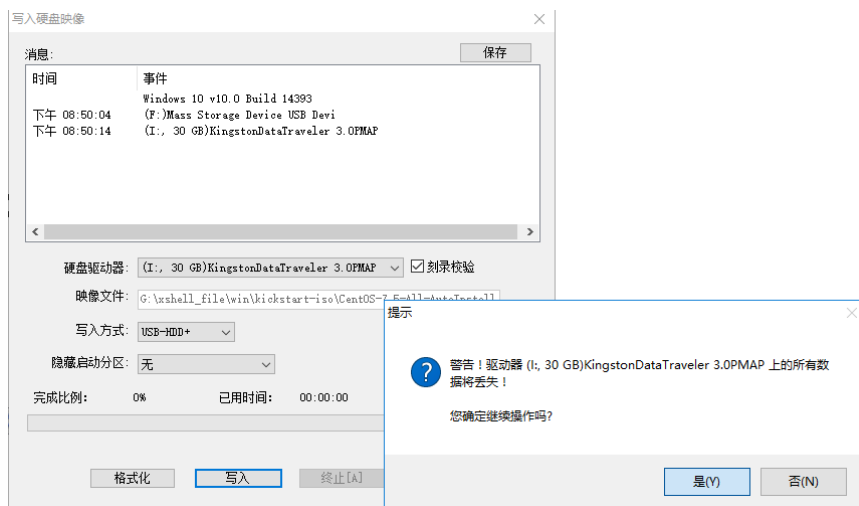 写入硬盘映像
消息:
保存
时间 事件
Windows 10 v10.0 Build 14393
下午 08:50:04 (F:)Mass Storage Device USB Devi
下午 08:50:14 (I:, 30 GB)KingstonDataTraveler 3.0PMAP
硬盘驱动器: (I:, 30 GB)KingstonDataTraveler 3.0PMAP 刻录校验
映像文件: G:\xshell_file\win\kickstart-iso\CentOS-7.5-All-AutoInstall
写入方式: USB-HDD+
隐藏启动分区: 无
完成比例: 0% 已用时间: 00:00:00
格式化 写入 终止[A]
提示
警告！驱动器 (I:, 30 GB)KingstonDataTraveler 3.0PMAP 上的所有数
据将丢失！
您确定继续操作吗?
是(Y) 否(N)